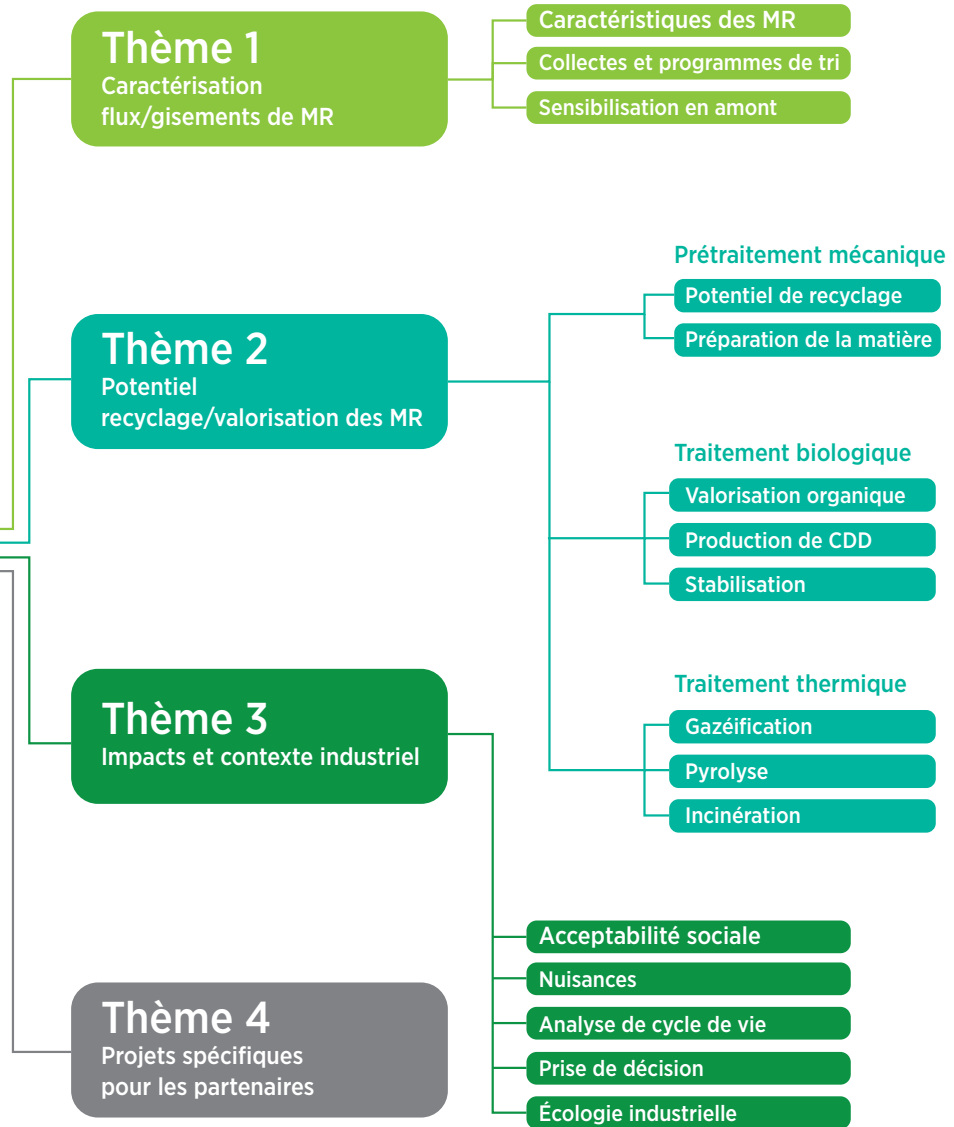 Thème 1
Caractérisation
flux/gisements de MR
Caractéristiques des MR
Collectes et programmes de tri
Sensibilisation en amont
Thème 2
Potentiel
recyclage/valorisation des MR
Prétraitement mécanique
Potentiel de recyclage
Préparation de la matière
Traitement biologique
Valorisation organique
Production de CDD
Stabilisation
Traitement thermique
Gazéification
Pyrolyse
Incinération
Thème 3
Impacts et contexte industriel
Acceptabilité sociale
Nuisances
Analyse de cycle de vie
Prise de décision
Écologie industrielle
Thème 4
Projets spécifiques
pour les partenaires